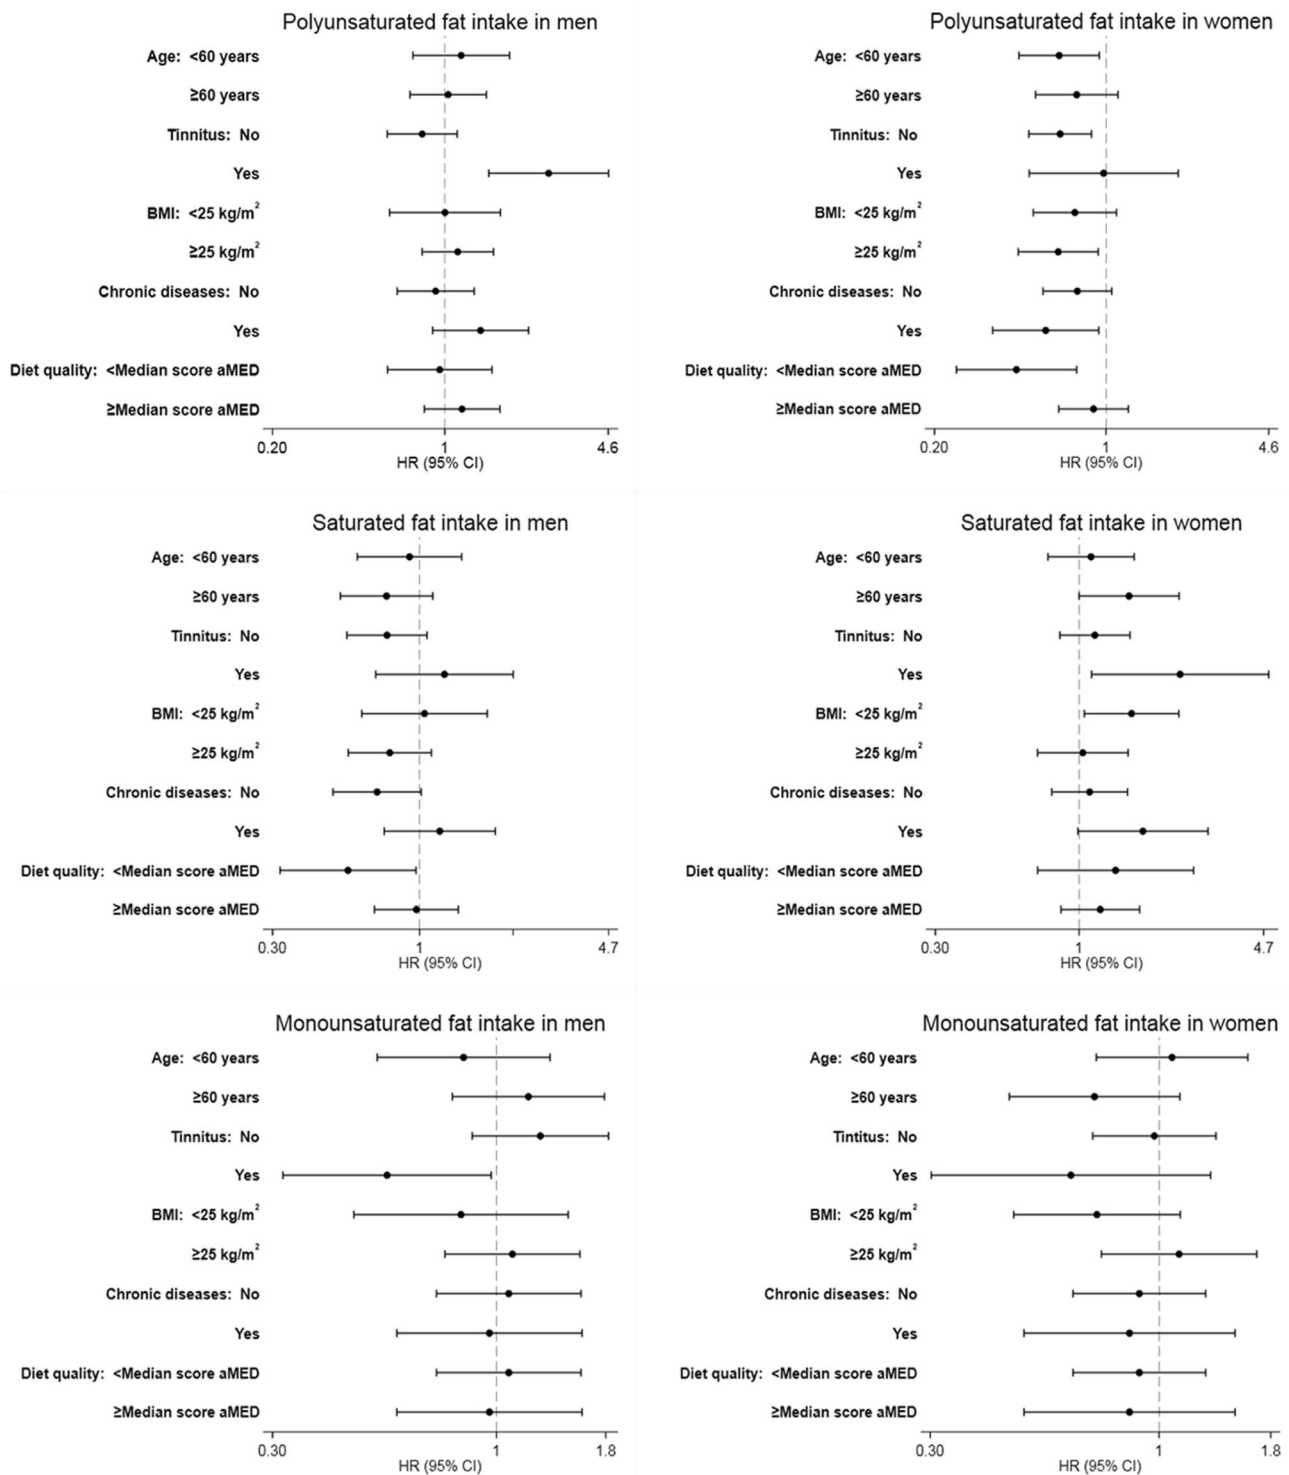 Polyunsaturated fat intake in men
Age: <60 years
≥60 years
Tinnitus: No
Yes
BMI: <25 kg/m²
≥25 kg/m²
Chronic diseases: No
Yes
Diet quality: <Median score aMED
≥Median score aMED
0.20 1 4.6
HR (95% CI)
Polyunsaturated fat intake in women
Age: <60 years
≥60 years
Tinnitus: No
Yes
BMI: <25 kg/m²
≥25 kg/m²
Chronic diseases: No
Yes
Diet quality: <Median score aMED
≥Median score aMED
0.20 1 4.6
HR (95% CI)
Saturated fat intake in men
Age: <60 years
≥60 years
Tinnitus: No
Yes
BMI: <25 kg/m²
≥25 kg/m²
Chronic diseases: No
Yes
Diet quality: <Median score aMED
≥Median score aMED
0.30 1 4.7
HR (95% CI)
Saturated fat intake in women
Age: <60 years
≥60 years
Tinnitus: No
Yes
BMI: <25 kg/m²
≥25 kg/m²
Chronic diseases: No
Yes
Diet quality: <Median score aMED
≥Median score aMED
0.30 1 4.7
HR (95% CI)
Monounsaturated fat intake in men
Age: <60 years
≥60 years
Tinnitus: No
Yes
BMI: <25 kg/m²
≥25 kg/m²
Chronic diseases: No
Yes
Diet quality: <Median score aMED
≥Median score aMED
0.30 1 1.8
HR (95% CI)
Monounsaturated fat intake in women
Age: <60 years
≥60 years
Tintitus: No
Yes
BMI: <25 kg/m²
≥25 kg/m²
Chronic diseases: No
Yes
Diet quality: <Median score aMED
≥Median score aMED
0.30 1 1.8
HR (95% CI)